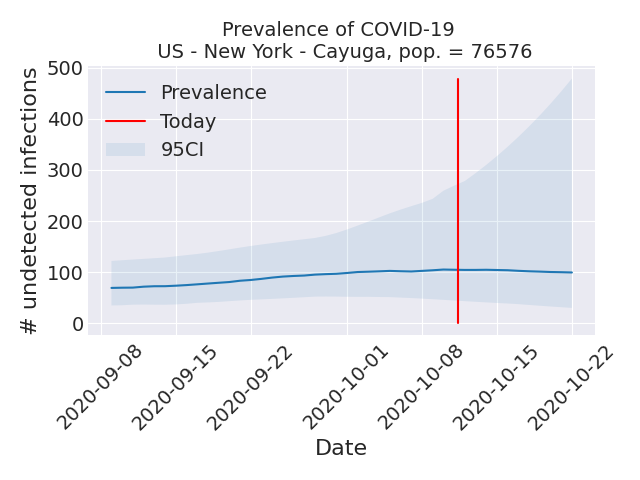 Prevalence of COVID-19
US - New York - Cayuga, pop. = 76576
# undetected infections
500
400
300
200
100
0
Prevalence
Today
95CI
2020-09-08
2020-09-15
2020-09-22
2020-10-01
2020-10-08
2020-10-15
2020-10-22
Date